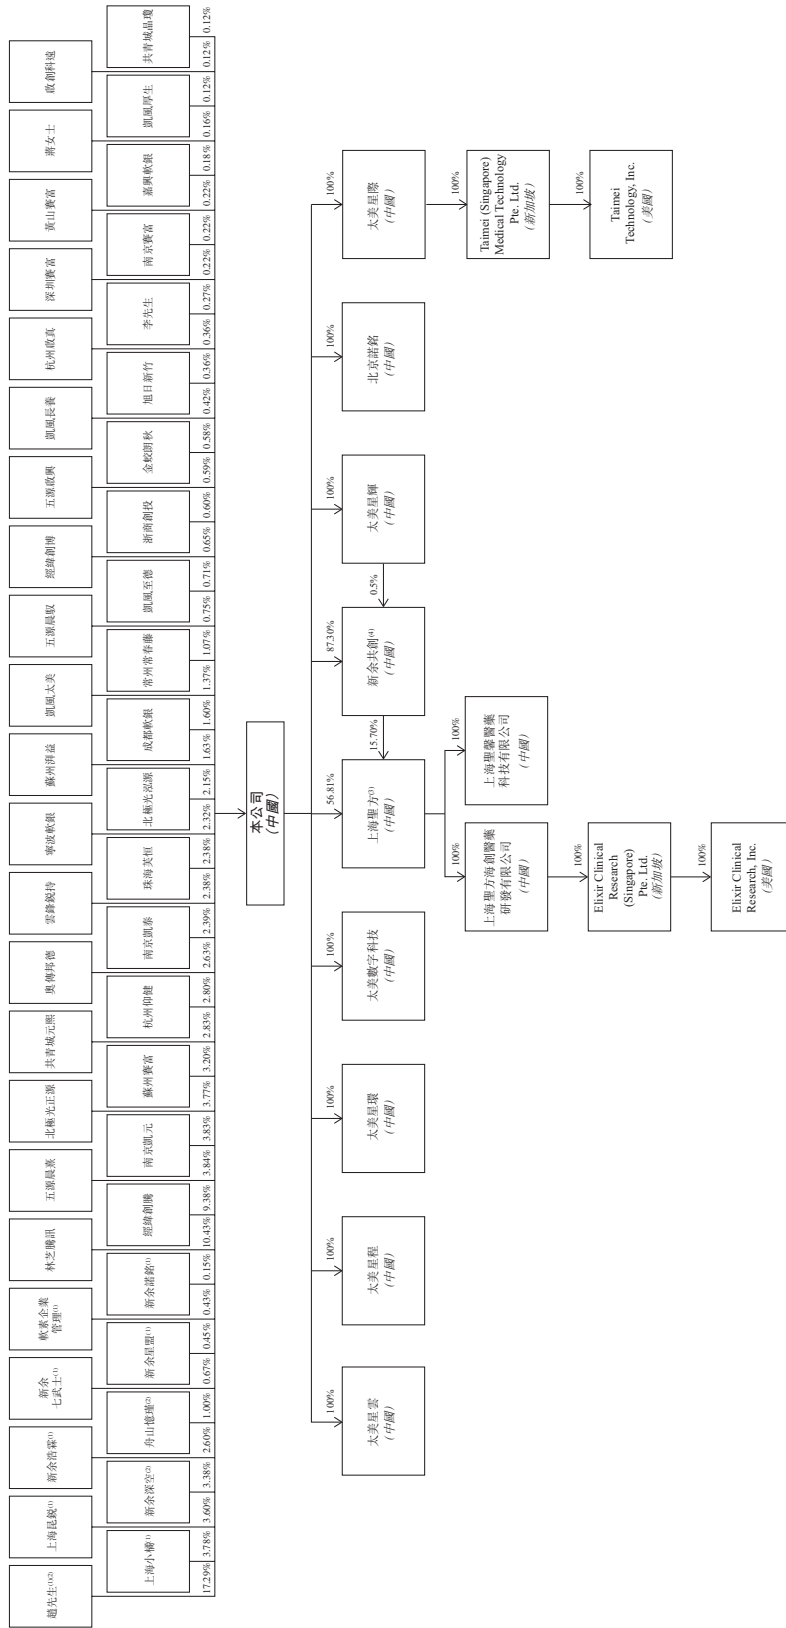 趙先生⁽¹⁾⁽²⁾
上海昆銳⁽¹⁾
新余浩霖⁽¹⁾
新余
七武士⁽¹⁾
軟素企業
管理⁽¹⁾
林芝騰訊
五源晨熹
北極光正源
共青城元熙
奧傳邦德
雲鋒銳持
寧波軟銀
蘇州湃益
凱風太美
五源晨馭
經緯創博
五源啟興
凱風長養
杭州啟真
深圳賽富
黃山賽富
蔣女士
啟創科遠
上海小橘⁽¹⁾
新余深空⁽²⁾
舟山憶瑾⁽²⁾
新余星盟⁽¹⁾
新余諾銘⁽¹⁾
經緯創騰
南京凱元
蘇州賽富
杭州仰健
南京凱泰
珠海芙恒
北極光泓源
成都軟銀
常州常春藤
凱風至德
浙商創投
金蛟朗秋
旭日新竹
李先生
南京賽富
嘉興軟銀
凱風厚生
共青城晶瓊
17.29%
3.78%
3.60%
3.38%
2.60%
1.00%
0.67%
0.45%
0.43%
0.15%
10.43%
9.38%
3.84%
3.83%
3.77%
3.20%
2.83%
2.80%
2.63%
2.39%
2.38%
2.38%
2.32%
2.15%
1.63%
1.60%
1.37%
1.07%
0.75%
0.71%
0.65%
0.60%
0.59%
0.58%
0.42%
0.36%
0.36%
0.27%
0.22%
0.22%
0.22%
0.18%
0.16%
0.12%
0.12%
0.12%
本公司
(中國)
100%
100%
100%
100%
56.81%
87.30%
100%
100%
100%
太美星雲
(中國)
太美星程
(中國)
太美星環
(中國)
太美數字科技
(中國)
上海聖方⁽³⁾
(中國)
15.70%
新余共創⁽⁴⁾
(中國)
0.5%
太美星輝
(中國)
北京諾銘
(中國)
太美星際
(中國)
100%
100%
100%
上海聖方海創醫藥
研發有限公司
(中國)
上海聖馨醫藥
科技有限公司
(中國)
Taimei (Singapore)
Medical Technology
Pte. Ltd.
(新加坡)
100%
100%
Elixir Clinical
Research
(Singapore)
Pte. Ltd.
(新加坡)
Taimei
Technology, Inc.
(美國)
100%
Elixir Clinical
Research, Inc.
(美國)